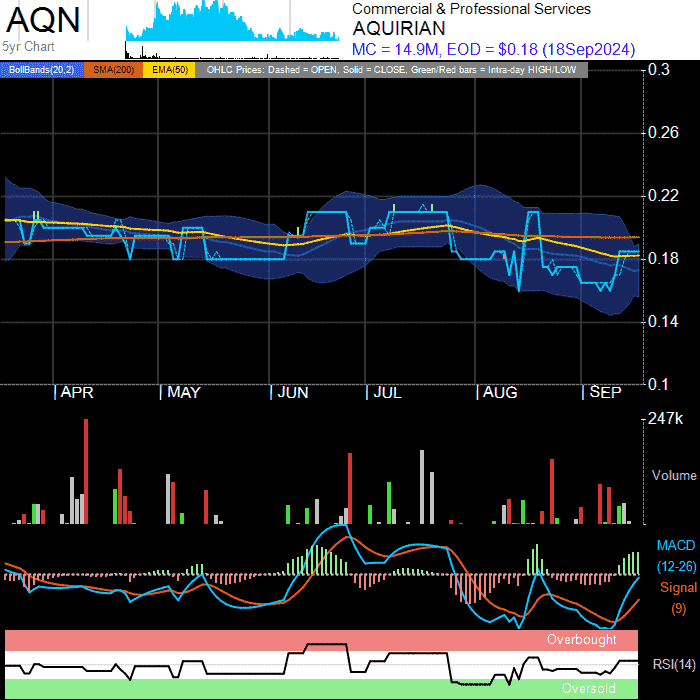 AQN
5yr Chart
Commercial & Professional Services
AQUIRIAN
MC = 14.9M, EOD = $0.18 (18Sep2024)
BollBands(20,2) SMA(200) EMA(50) OHLC Prices: Dashed = OPEN, Solid = CLOSE, Green/Red bars = Intra-day HIGH/LOW
0.3
0.26
0.22
0.18
0.14
0.1
APR MAY JUN JUL AUG SEP
247k
Volume
MACD
(12-26)
Signal
(9)
Overbought
RSI(14)
Oversold